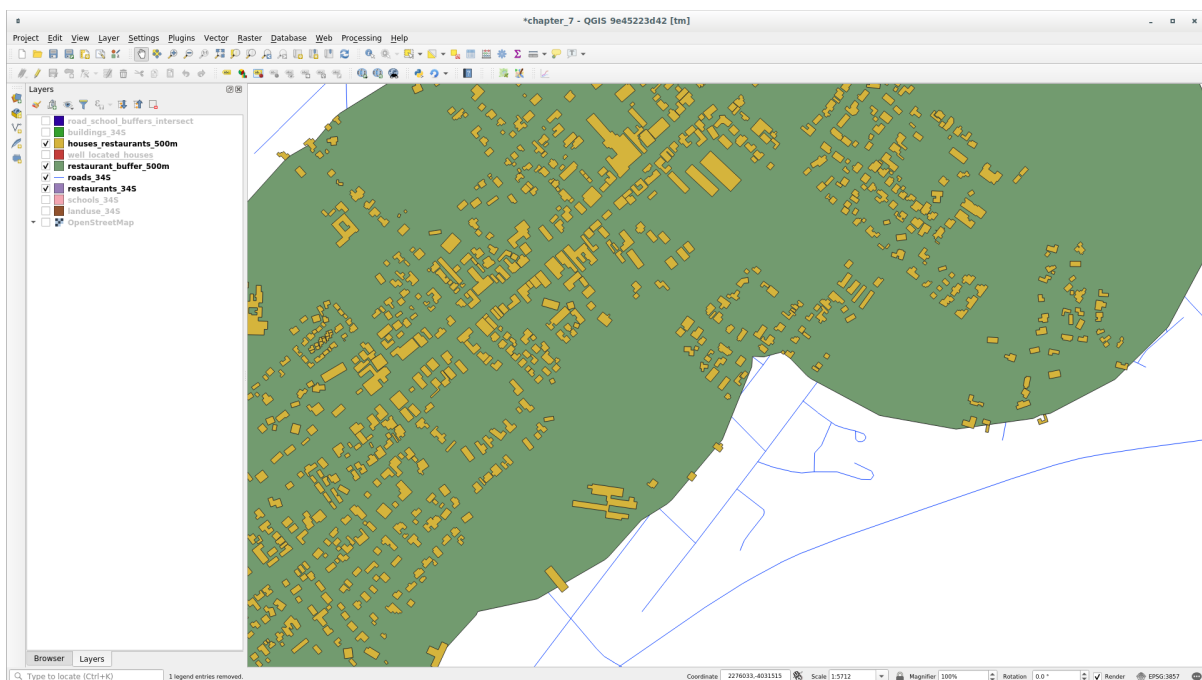 *chapter_7 - QGIS 9e45223d42 [tm]
Project Edit View Layer Settings Plugins Vector Raster Database Web Processing Help
Layers
road_school_buffers_intersect
buildings_34S
houses_restaurants_500m
well_located_houses
restaurant_buffer_500m
roads_34S
restaurants_34S
schools_34S
landuse_34S
OpenStreetMap
Browser Layers
Type to locate (Ctrl+K) 1 legend entries removed. Coordinate 2276033,-4031515 Scale 1:5712 Magnifier 100% Rotation 0.0 ° Render EPSG:3857